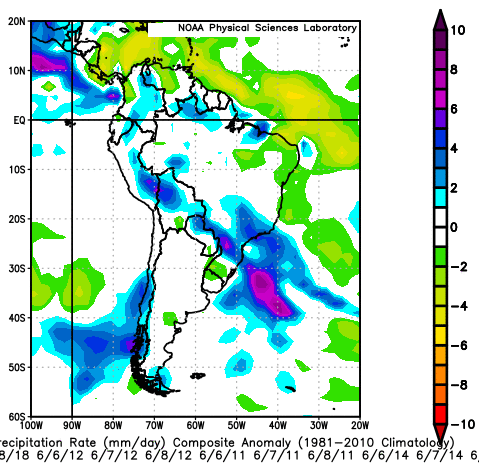 NOAA Physical Sciences Laboratory
20N
10N
EQ
10S
20S
30S
40S
50S
60S
100W 90W 80W 70W 60W 50W 40W 30W 20W
10
8
6
4
2
0
−2
−4
−6
−8
−10
recipitation Rate (mm/day) Composite Anomaly (1981−2010 Climatology)
8/18 6/6/12 6/7/12 6/8/12 6/6/11 6/7/11 6/8/11 6/6/14 6/7/14 6/